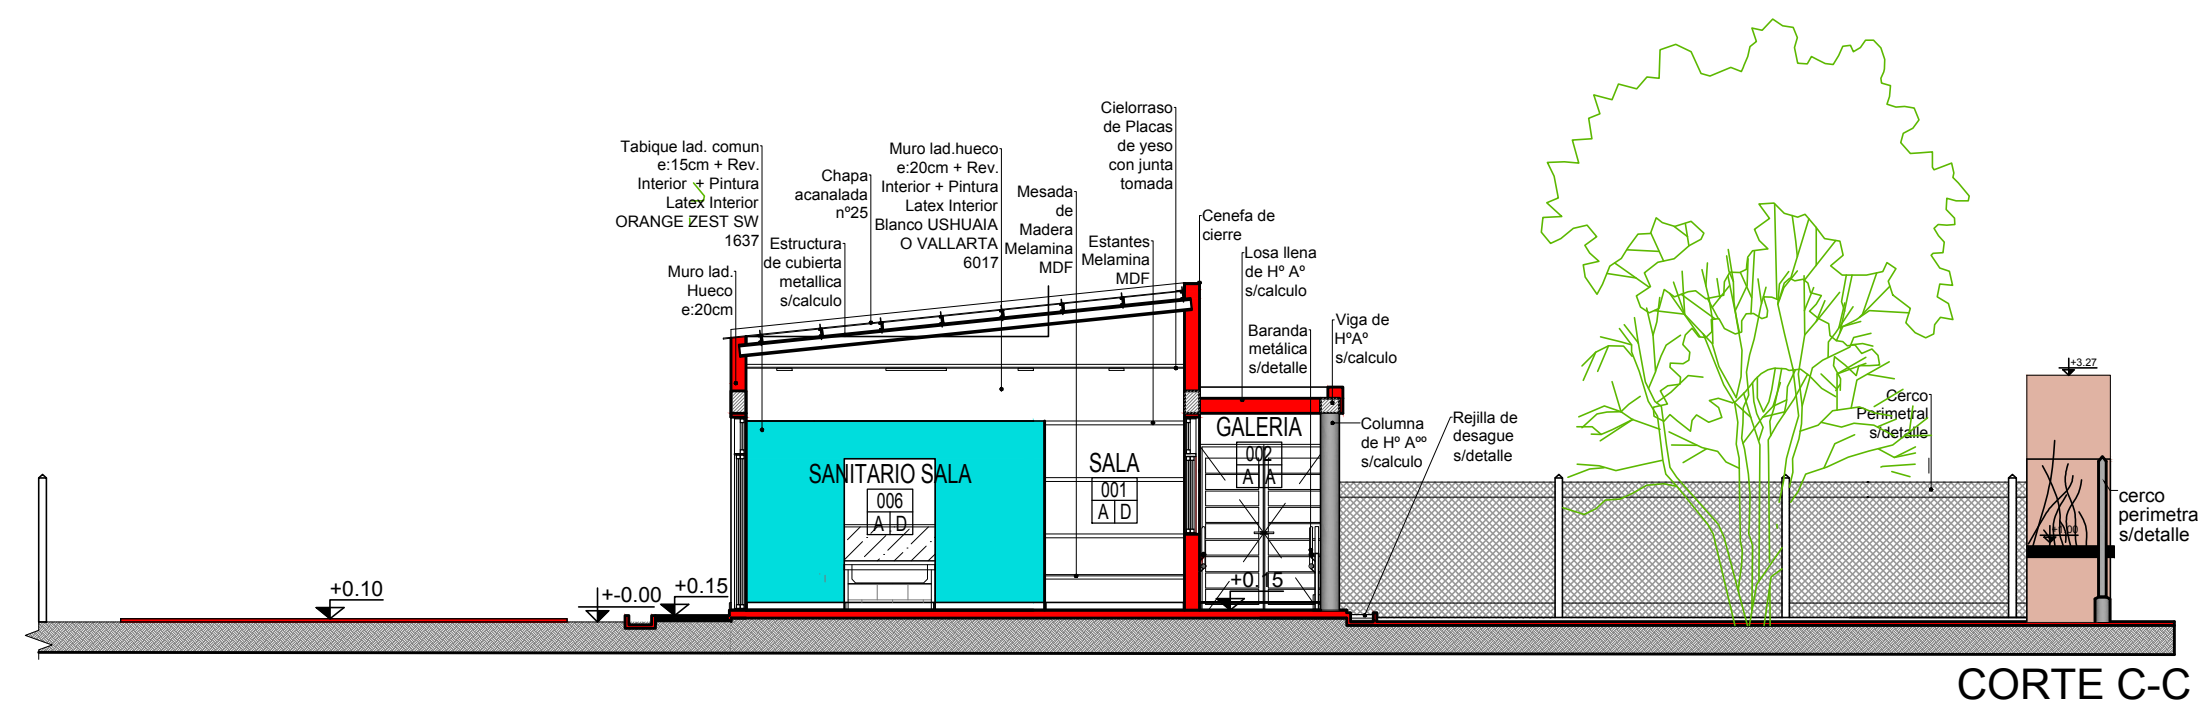 Tabique lad. comun
e:15cm + Rev.
Interior + Pintura
Latex Interior
ORANGE ZEST SW
1637
Muro lad.
Hueco
e:20cm
Estructura
de cubierta
metallica
s/calculo
Chapa
acanalada
nº25
Muro lad.hueco
e:20cm + Rev.
Interior + Pintura
Latex Interior
Blanco USHUAIA
O VALLARTA
6017
Mesada
de
Madera
Melamina
MDF
Cielorraso
de Placas
de yeso
con junta
tomada
Estantes
Melamina
MDF
Cenefa de
cierre
Losa llena
de Hº Aº
s/calculo
Baranda
metálica
s/detalle
Viga de
HºAº
s/calculo
Columna
de Hº Aºº
s/calculo
Rejilla de
desague
s/detalle
Cerco
Perimetral
s/detalle
+3.27
cerco
perimetra
s/detalle
+1.00
SANITARIO SALA
006
A D
SALA
001
A D
GALERIA
002
A A
+0.10
+-0.00
+0.15
+0.15
CORTE C-C